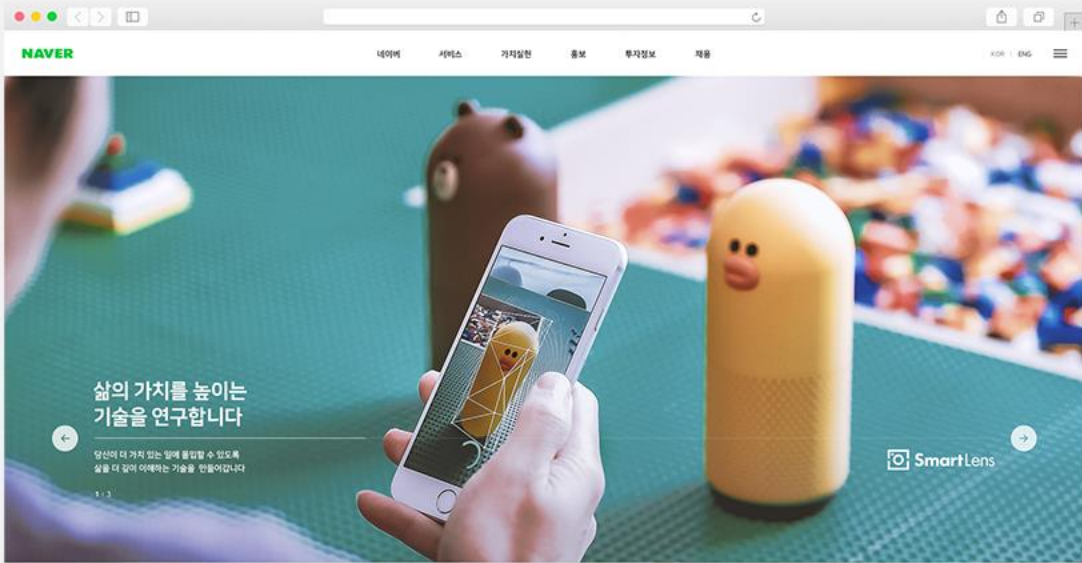 NAVER
네이버 서비스 가치실현 홍보 투자정보 채용
KOR | ENG
삶의 가치를 높이는
기술을 연구합니다
당신이 더 가치 있는 일에 몰입할 수 있도록
삶을 더 깊이 이해하는 기술을 만들어갑니다
1 / 3
SmartLens